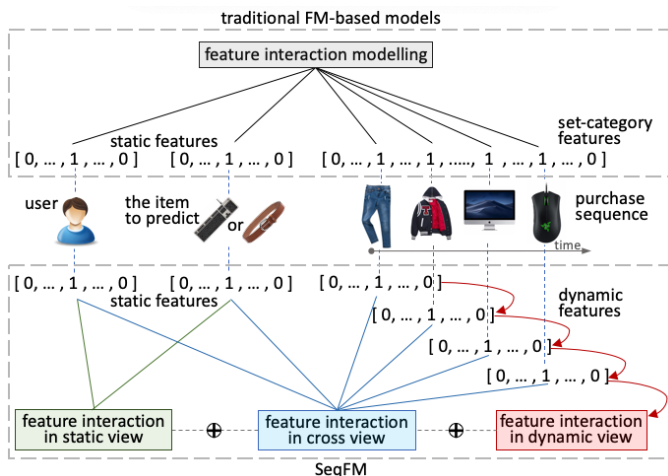 traditional FM-based models
feature interaction modelling
static features
set-category
features
[ 0, ... , 1, ... , 0 ]
[ 0, ... , 1, ... , 0 ]
[ 0, ... , 1, ... , 1, ...., 1, ... , 1, ... , 0 ]
user
the item
to predict
or
purchase
sequence
time
[ 0, ... , 1, ... , 0 ]
[ 0, ... , 1, ... , 0 ]
[ 0, ... , 1, ... , 0 ]
static features
dynamic
features
[ 0, ... , 1, ... , 0 ]
[ 0, ... , 1, ... , 0 ]
[ 0, ... , 1, ... , 0 ]
feature interaction
in static view
feature interaction
in cross view
feature interaction
in dynamic view
SeqFM